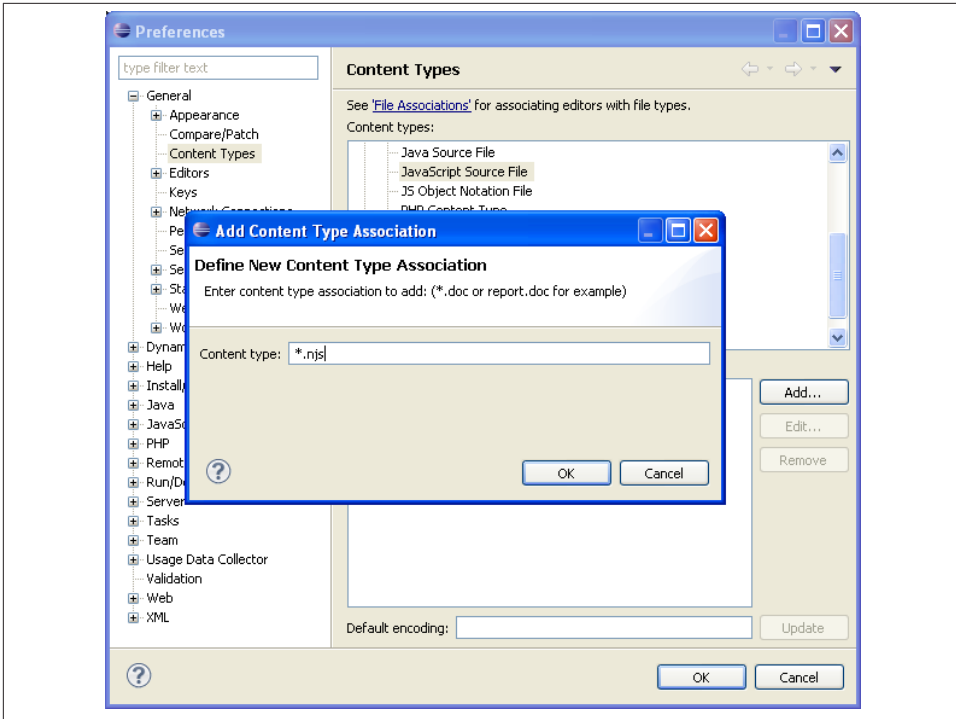 Preferences
type filter text
Content Types
General
Appearance
Compare/Patch
Content Types
Editors
Keys
See 'File Associations' for associating editors with file types.
Content types:
Java Source File
JavaScript Source File
JS Object Notation File
PHP Content Type
Add Content Type Association
Define New Content Type Association
Enter content type association to add: (*.doc or report.doc for example)
Content type:
*.njs
OK
Cancel
Help
Java
PHP
Tasks
Team
Usage Data Collector
Validation
Web
XML
Add...
Edit...
Remove
Default encoding:
Update
OK
Cancel